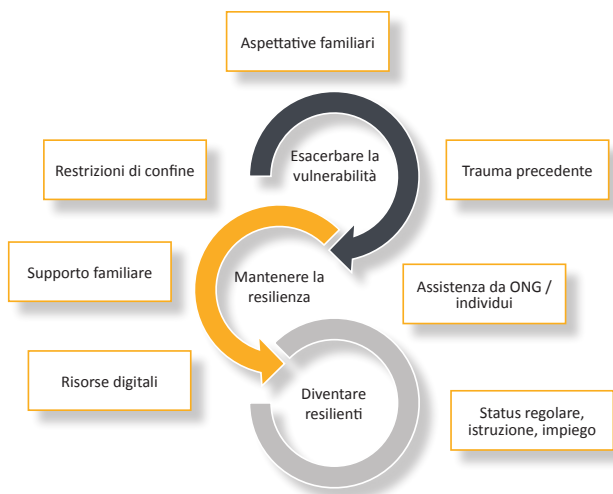 Aspettative familiari
Restrizioni di confine
Esacerbare la
vulnerabilità
Trauma precedente
Supporto familiare
Mantenere la
resilienza
Assistenza da ONG /
individui
Risorse digitali
Diventare
resilienti
Status regolare,
istruzione, impiego